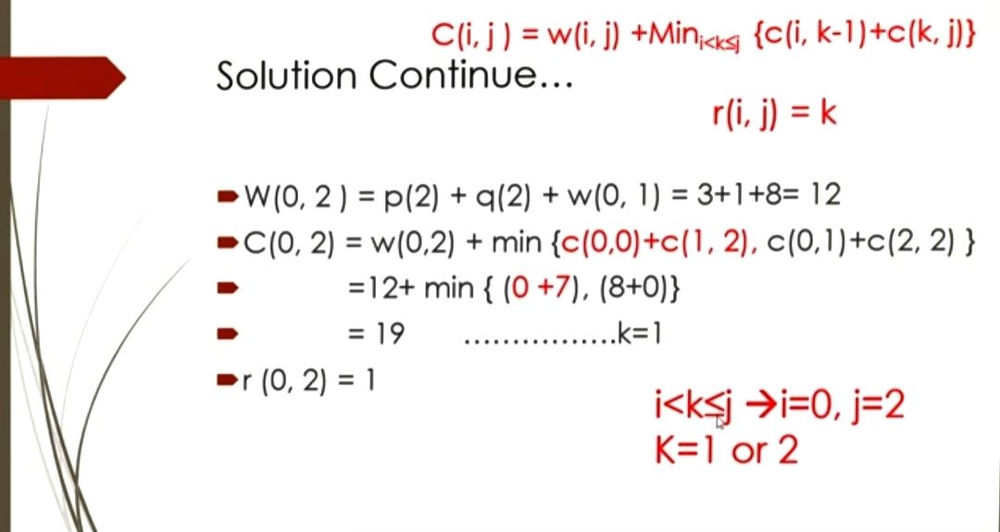 C(i, j ) = w(i, j) +Min i<k≤j {c(i, k-1)+c(k, j)}
Solution Continue...
r(i, j) = k
W(0, 2 ) = p(2) + q(2) + w(0, 1) = 3+1+8= 12
C(0, 2) = w(0,2) + min {c(0,0)+c(1, 2), c(0,1)+c(2, 2) }
=12+ min { (0 +7), (8+0)}
= 19 .................k=1
r (0, 2) = 1
i<k≤j →i=0, j=2
K=1 or 2